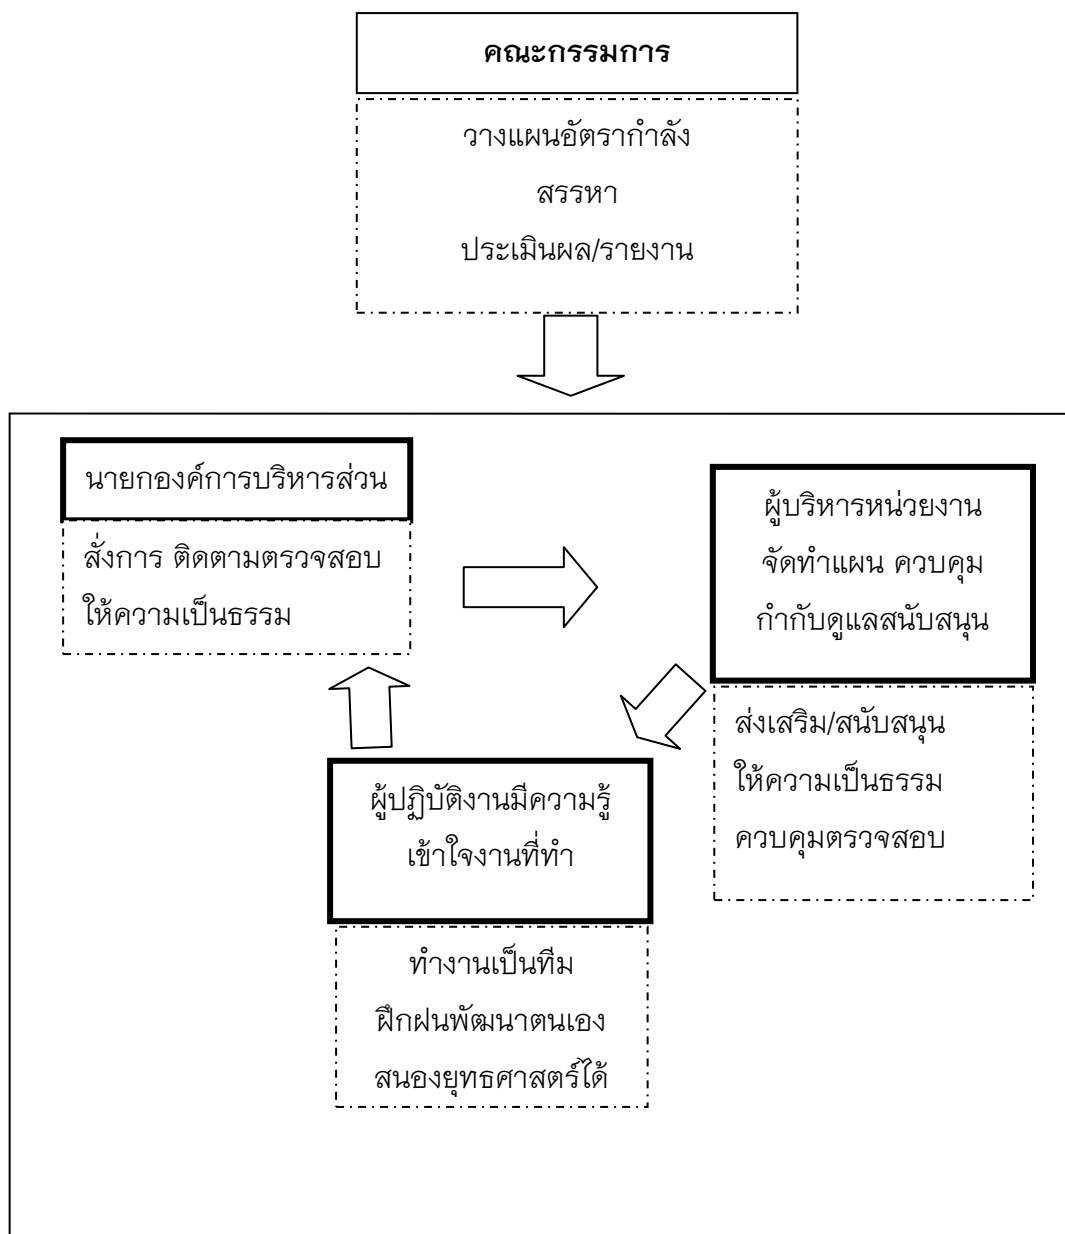 คณะกรรมการ
วางแผนอัตรากำลัง
สรรหา
ประเมินผล/รายงาน
นายกองค์การบริหารส่วน
สั่งการ ติดตามตรวจสอบ
ให้ความเป็นธรรม
ผู้บริหารหน่วยงาน
จัดทำแผน ควบคุม
กำกับดูแลสนับสนุน
ส่งเสริม/สนับสนุน
ให้ความเป็นธรรม
ควบคุมตรวจสอบ
ผู้ปฏิบัติงานมีความรู้
เข้าใจงานที่ทำ
ทำงานเป็นทีม
ฝึกฝนพัฒนาตนเอง
สนองยุทธศาสตร์ได้